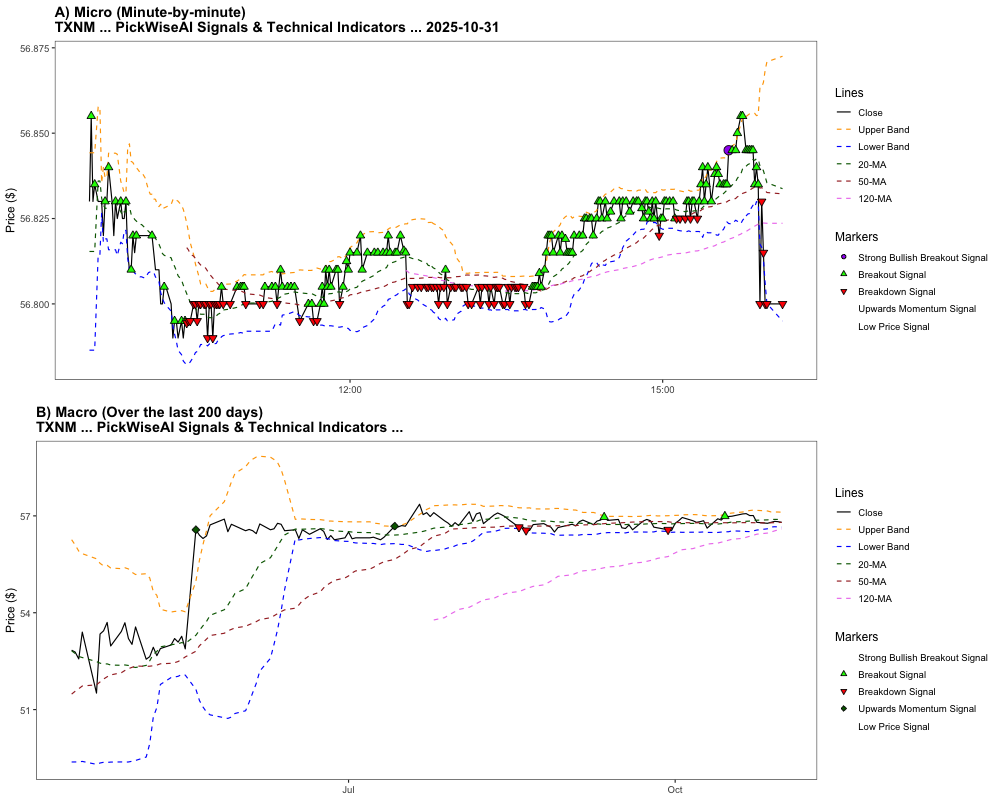 A) Micro (Minute-by-minute)
TXNM ... PickWiseAI Signals & Technical Indicators ... 2025-10-31
56.875
56.850
56.825
56.800
Price ($)
12:00
15:00
Lines
Close
Upper Band
Lower Band
20-MA
50-MA
120-MA
Markers
Strong Bullish Breakout Signal
Breakout Signal
Breakdown Signal
Upwards Momentum Signal
Low Price Signal
B) Macro (Over the last 200 days)
TXNM ... PickWiseAI Signals & Technical Indicators ...
57
54
51
Price ($)
Jul
Oct
Lines
Close
Upper Band
Lower Band
20-MA
50-MA
120-MA
Markers
Strong Bullish Breakout Signal
Breakout Signal
Breakdown Signal
Upwards Momentum Signal
Low Price Signal